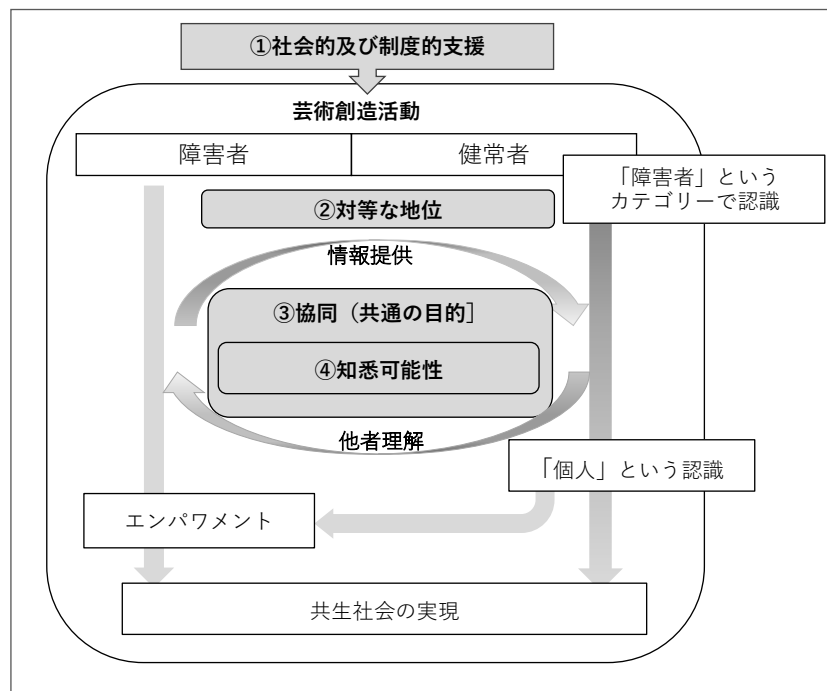 ①社会的及び制度的支援
芸術創造活動
障害者
健常者
「障害者」という
カテゴリーで認識
②対等な地位
情報提供
③協同（共通の目的］
④知悉可能性
他者理解
「個人」という認識
エンパワメント
共生社会の実現